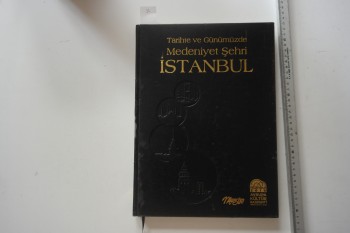 Tarihte ve Günümüzde
Medeniyet Şehri
İSTANBUL